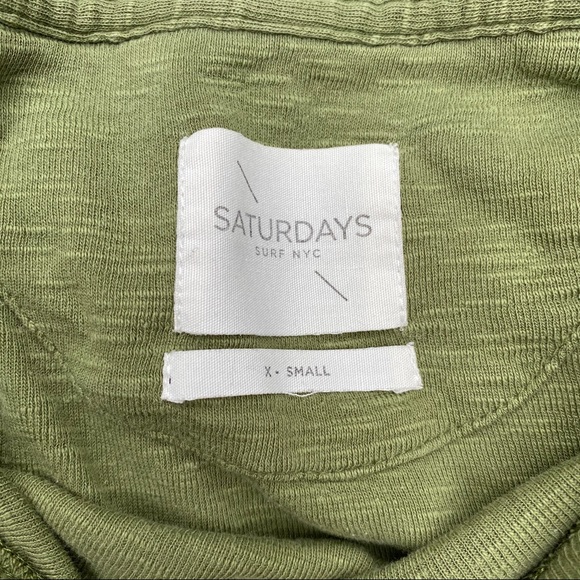 SATURDAYS
SURF NYC
X • SMALL